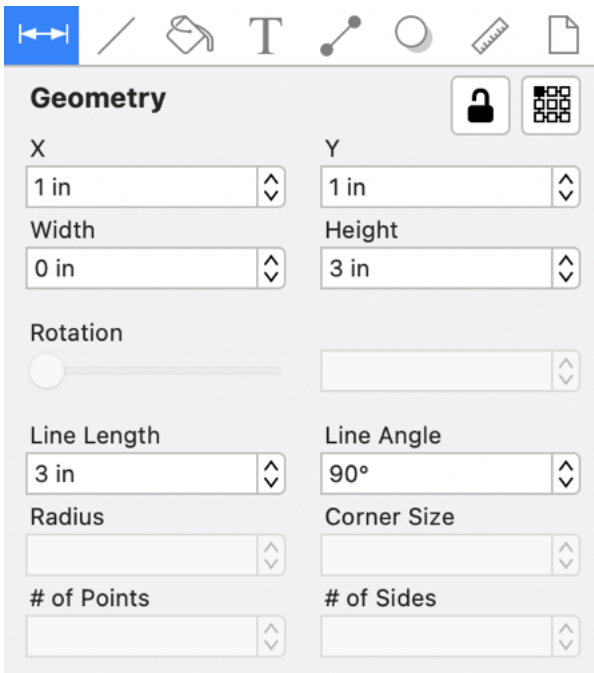 T
Geometry
X Y
1 in 1 in
Width Height
0 in 3 in
Rotation
Line Length Line Angle
3 in 90°
Radius Corner Size
# of Points # of Sides